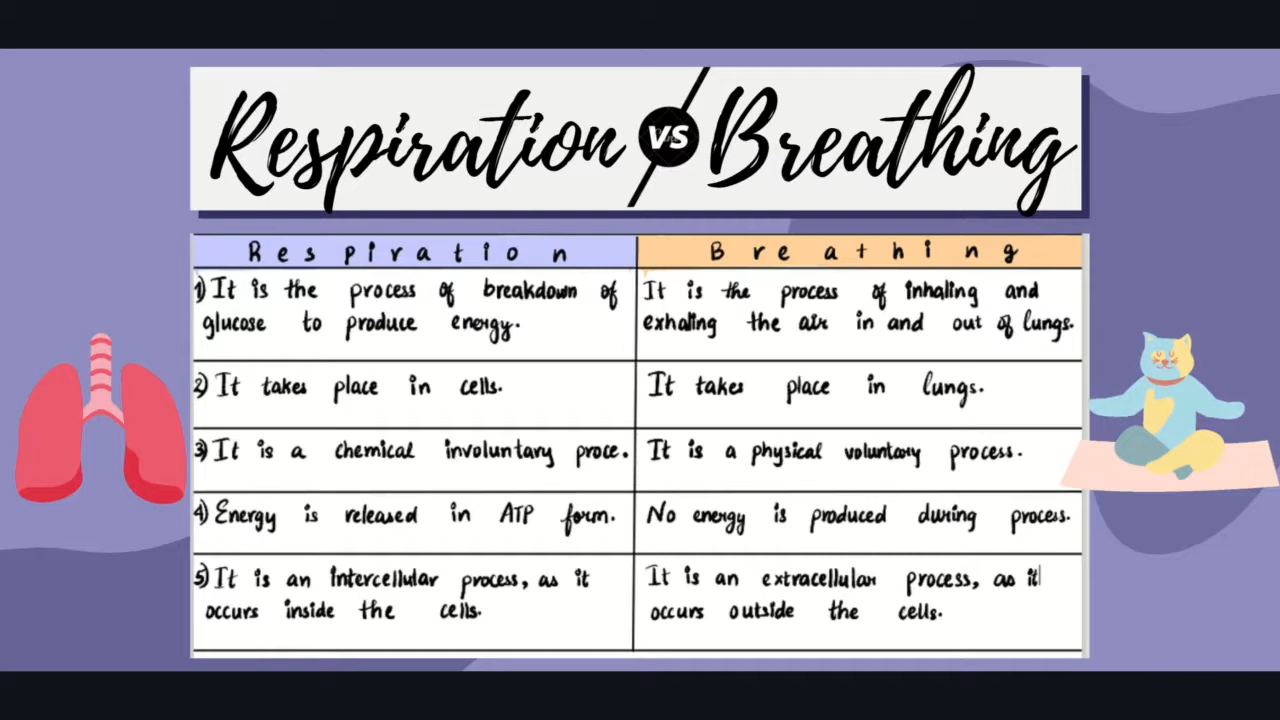 Respiration VS Breathing
Respiration
Breathing
1) It is the process of breakdown of
glucose to produce energy.
It is the process of inhaling and
exhaling the air in and out of lungs.
2) It takes place in cells.
It takes place in lungs.
3) It is a chemical involuntary proce.
It is a physical voluntary process.
4) Energy is released in ATP form.
No energy is produced during process.
5) It is an intercellular process, as it
occurs inside the cells.
It is an extracellular process, as it
occurs outside the cells.